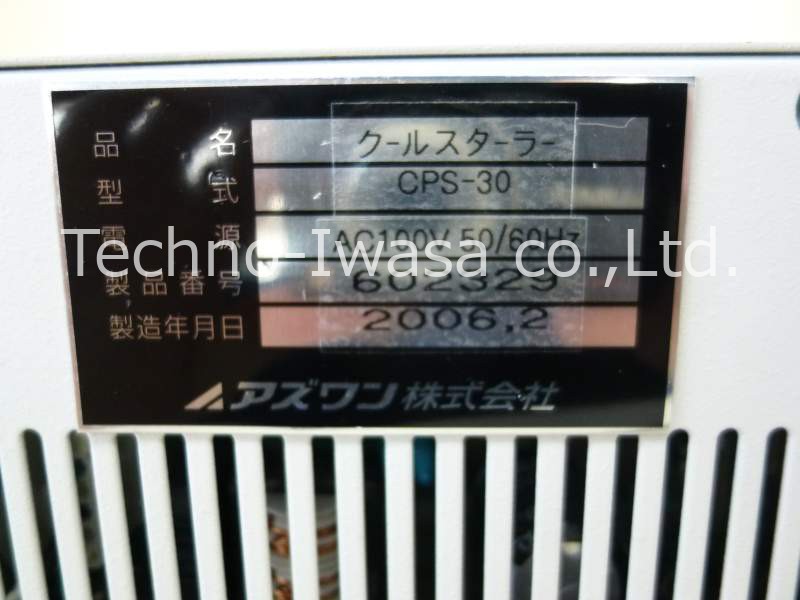 品名 クールスターラー
型式 CPS-30
電源 AC100V 50/60Hz
Techno-Iwasa co.,Ltd.
製品番号 602329
製造年月日 2006.2
アズワン株式会社